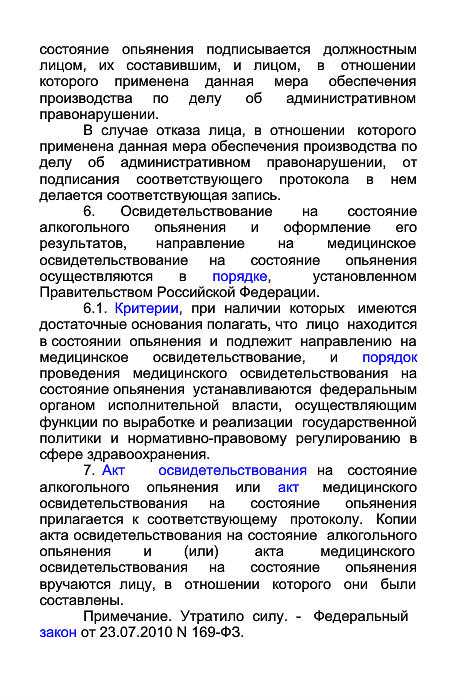 состояние опьянения подписывается должностным
лицом, их составившим, и лицом, в отношении
которого применена данная мера обеспечения
производства по делу об административном
правонарушении.
В случае отказа лица, в отношении которого
применена данная мера обеспечения производства по
делу об административном правонарушении, от
подписания соответствующего протокола в нем
делается соответствующая запись.
6. Освидетельствование на состояние
алкогольного опьянения и оформление его
результатов, направление на медицинское
освидетельствование на состояние опьянения
осуществляются в порядке, установленном
Правительством Российской Федерации.
6.1. Критерии, при наличии которых имеются
достаточные основания полагать, что лицо находится
в состоянии опьянения и подлежит направлению на
медицинское освидетельствование, и порядок
проведения медицинского освидетельствования на
состояние опьянения устанавливаются федеральным
органом исполнительной власти, осуществляющим
функции по выработке и реализации государственной
политики и нормативно-правовому регулированию в
сфере здравоохранения.
7. Акт освидетельствования на состояние
алкогольного опьянения или акт медицинского
освидетельствования на состояние опьянения
прилагается к соответствующему протоколу. Копии
акта освидетельствования на состояние алкогольного
опьянения и (или) акта медицинского
освидетельствования на состояние опьянения
вручаются лицу, в отношении которого они были
составлены.
Примечание. Утратило силу. - Федеральный
закон от 23.07.2010 N 169-ФЗ.